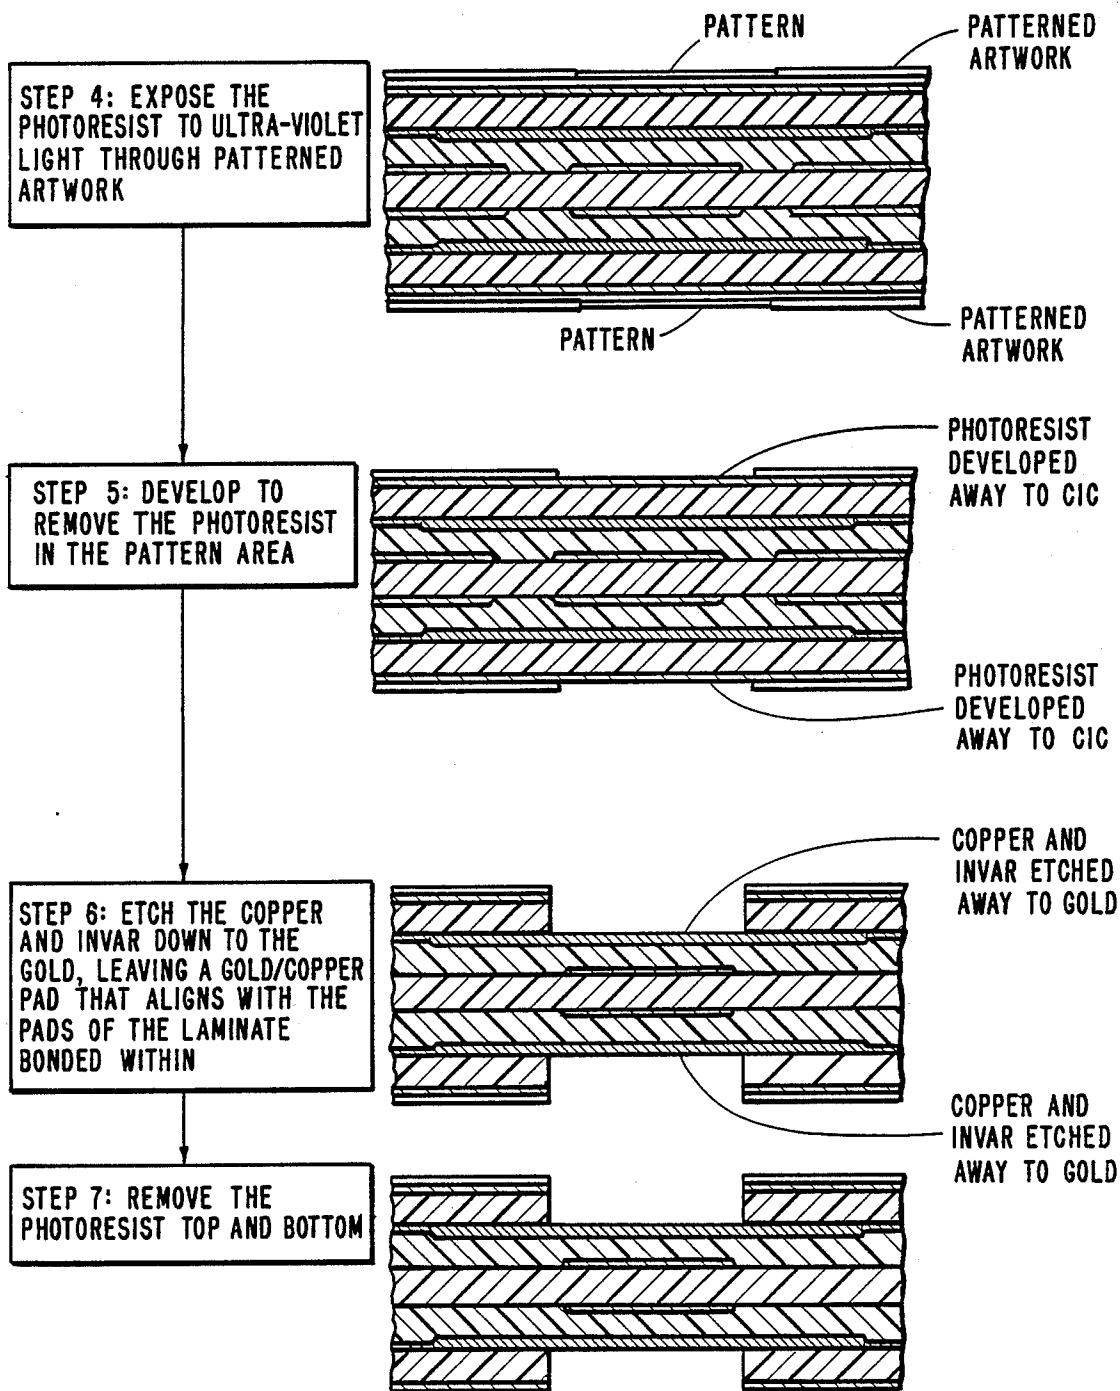 PATTERN
PATTERNED
ARTWORK
STEP 4: EXPOSE THE
PHOTORESIST TO ULTRA-VIOLET
LIGHT THROUGH PATTERNED
ARTWORK
PATTERN
PATTERNED
ARTWORK
STEP 5: DEVELOP TO
REMOVE THE PHOTORESIST
IN THE PATTERN AREA
PHOTORESIST
DEVELOPED
AWAY TO CIC
PHOTORESIST
DEVELOPED
AWAY TO CIC
STEP 6: ETCH THE COPPER
AND INVAR DOWN TO THE
GOLD, LEAVING A GOLD/COPPER
PAD THAT ALIGNS WITH THE
PADS OF THE LAMINATE
BONDED WITHIN
COPPER AND
INVAR ETCHED
AWAY TO GOLD
COPPER AND
INVAR ETCHED
AWAY TO GOLD
STEP 7: REMOVE THE
PHOTORESIST TOP AND BOTTOM